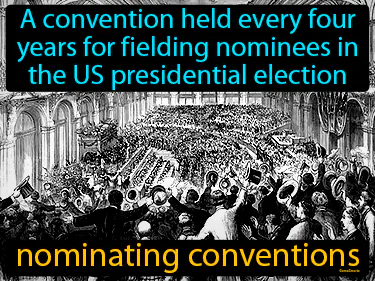 A convention held every four
years for fielding nominees in
the US presidential election
nominating conventions